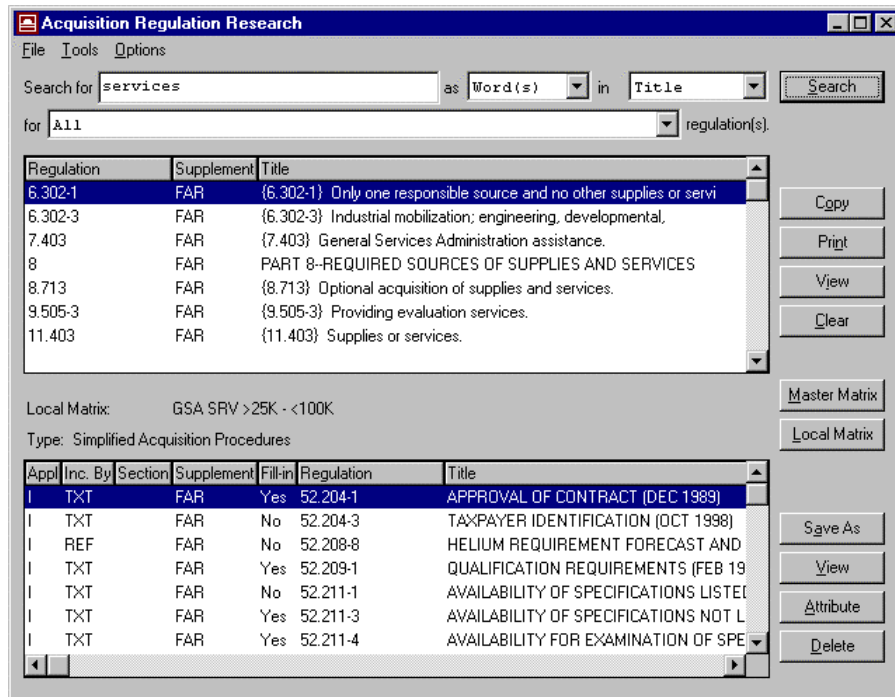 Acquisition Regulation Research
File Tools Options
Search for services as Word(s) in Title Search
for All regulation(s).
Regulation Supplement Title
6.302-1 FAR {6.302-1} Only one responsible source and no other supplies or servi
6.302-3 FAR {6.302-3} Industrial mobilization; engineering, developmental,
7.403 FAR {7.403} General Services Administration assistance.
8 FAR PART 8--REQUIRED SOURCES OF SUPPLIES AND SERVICES
8.713 FAR {8.713} Optional acquisition of supplies and services.
9.505-3 FAR {9.505-3} Providing evaluation services.
11.403 FAR {11.403} Supplies or services.
Copy
Print
View
Clear
Master Matrix
Local Matrix
Local Matrix: GSA SRV >25K - <100K
Type: Simplified Acquisition Procedures
Appl Inc. By Section Supplement Fill-in Regulation Title
I TXT FAR Yes 52.204-1 APPROVAL OF CONTRACT (DEC 1989)
I TXT FAR No 52.204-3 TAXPAYER IDENTIFICATION (OCT 1998)
I REF FAR No 52.208-8 HELIUM REQUIREMENT FORECAST AND
I TXT FAR Yes 52.209-1 QUALIFICATION REQUIREMENTS (FEB 19
I TXT FAR No 52.211-1 AVAILABILITY OF SPECIFICATIONS LISTED
I TXT FAR Yes 52.211-3 AVAILABILITY OF SPECIFICATIONS NOT L
I TXT FAR Yes 52.211-4 AVAILABILITY FOR EXAMINATION OF SPE
Save As
View
Attribute
Delete